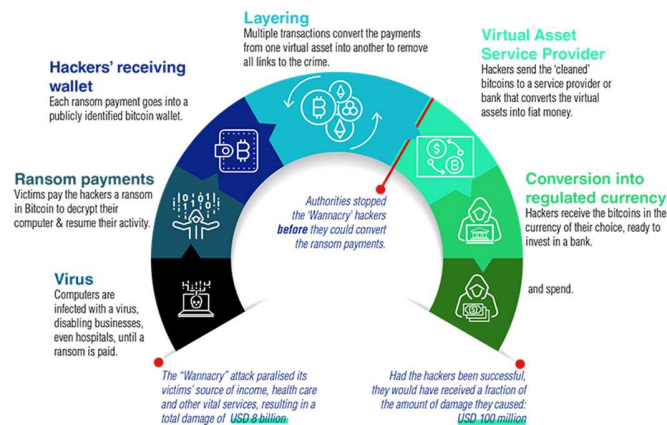 Layering
Multiple transactions convert the payments
from one virtual asset into another to remove
all links to the crime.
Virtual Asset
Service Provider
Hackers send the ‘cleaned’
bitcoins to a service provider or
bank that converts the virtual
assets into fiat money.
Hackers’ receiving
wallet
Each ransom payment goes into a
publicly identified bitcoin wallet.
Ransom payments
Victims pay the hackers a ransom
in Bitcoin to decrypt their
computer & resume their activity.
Authorities stopped
the ‘Wannacry’ hackers
before they could convert
the ransom payments.
Conversion into
regulated currency
Hackers receive the bitcoins in the
currency of their choice, ready to
invest in a bank.
Virus
Computers are
infected with a virus,
disabling businesses,
even hospitals, until a
ransom is paid.
and spend.
The “Wannacry” attack paralised its
victims’ source of income, health care
and other vital services, resulting in a
total damage of USD 8 billion
Had the hackers been successful,
they would have received a fraction of
the amount of damage they caused:
USD 100 million